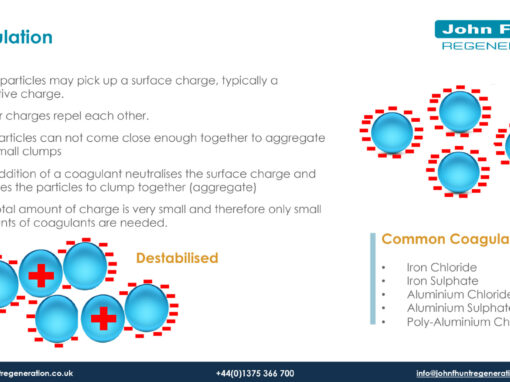 ulation
John F
REGENER
particles may pick up a surface charge, typically a
tive charge.
r charges repel each other.
articles can not come close enough together to aggregate
mall clumps
ddition of a coagulant neutralises the surface charge and
es the particles to clump together (aggregate)
otal amount of charge is very small and therefore only small
nts of coagulants are needed.
Destabilised
Common Coagula
• Iron Chloride
• Iron Sulphate
• Aluminium Chloride
• Aluminium Sulphate
• Poly-Aluminium Ch
tregeneration.co.uk
+44(0)1375 366 700
info@johnfhuntregenerati